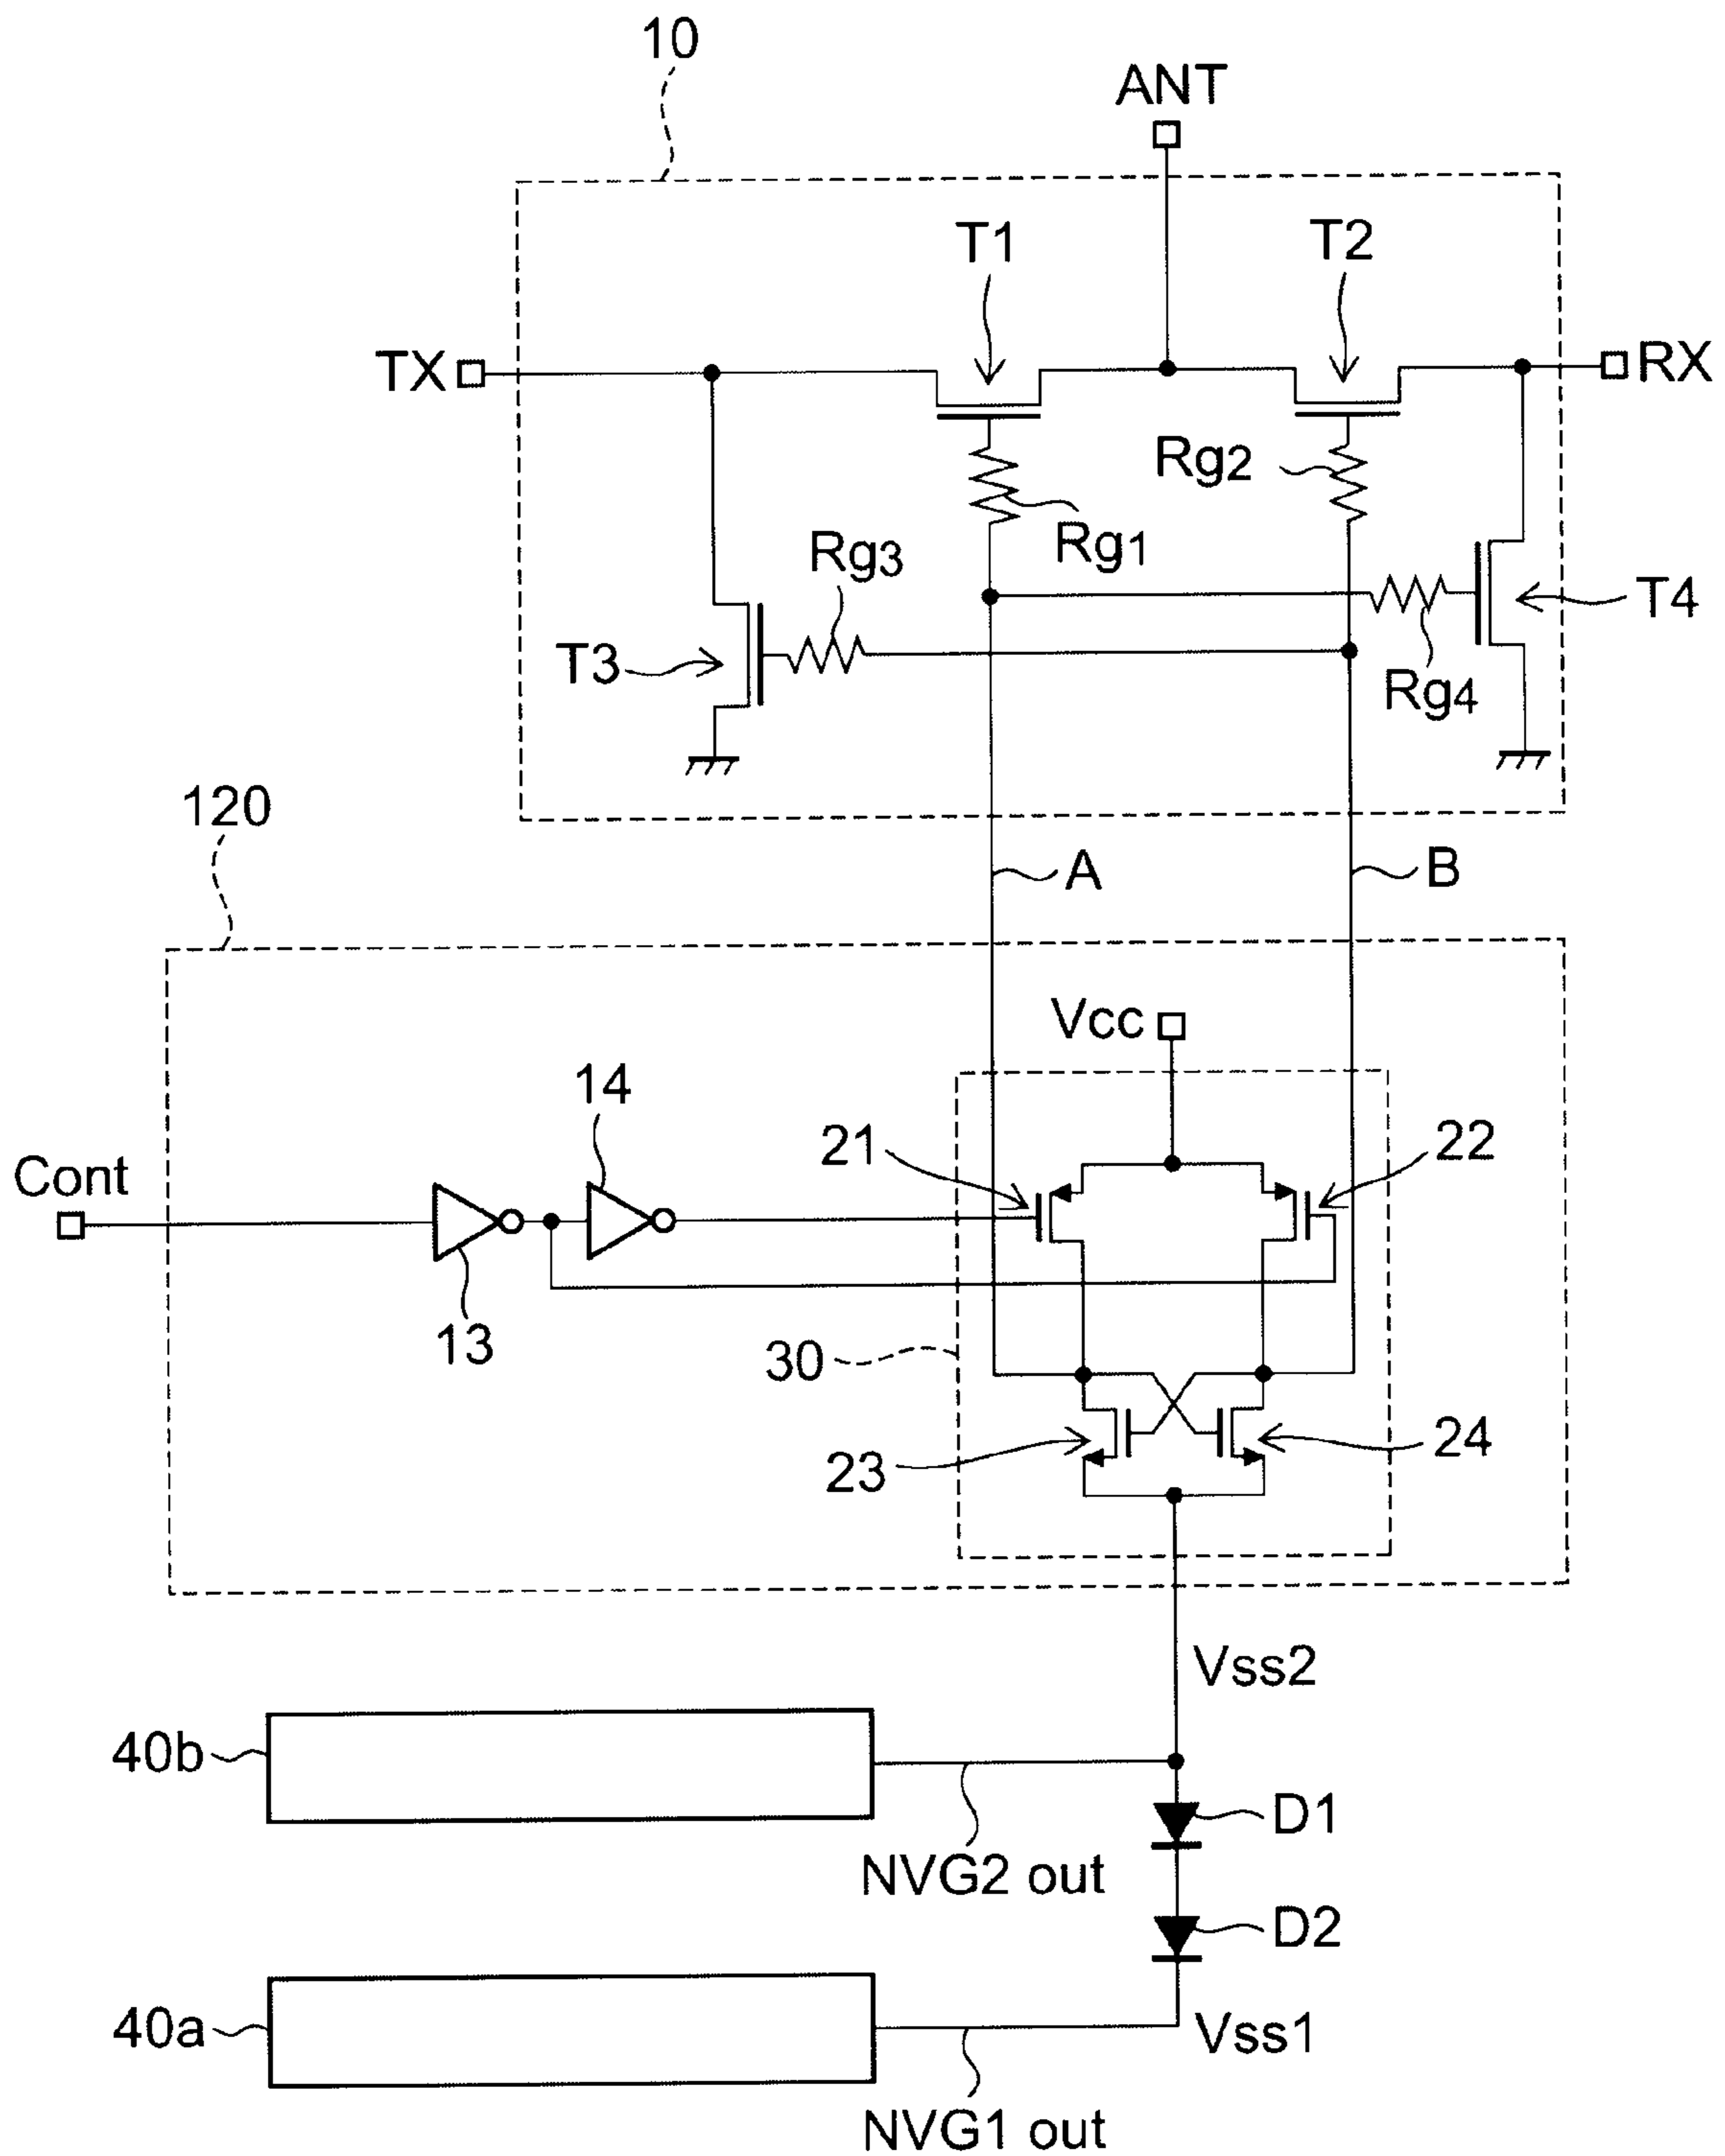 10
ANT
T1
T2
TX
RX
Rg2
Rg1
Rg3
T4
T3
Rg4
120
A
B
Vcc
14
21
22
Cont
13
30
23
24
Vss2
40b
D1
NVG2 out
D2
40a
Vss1
NVG1 out